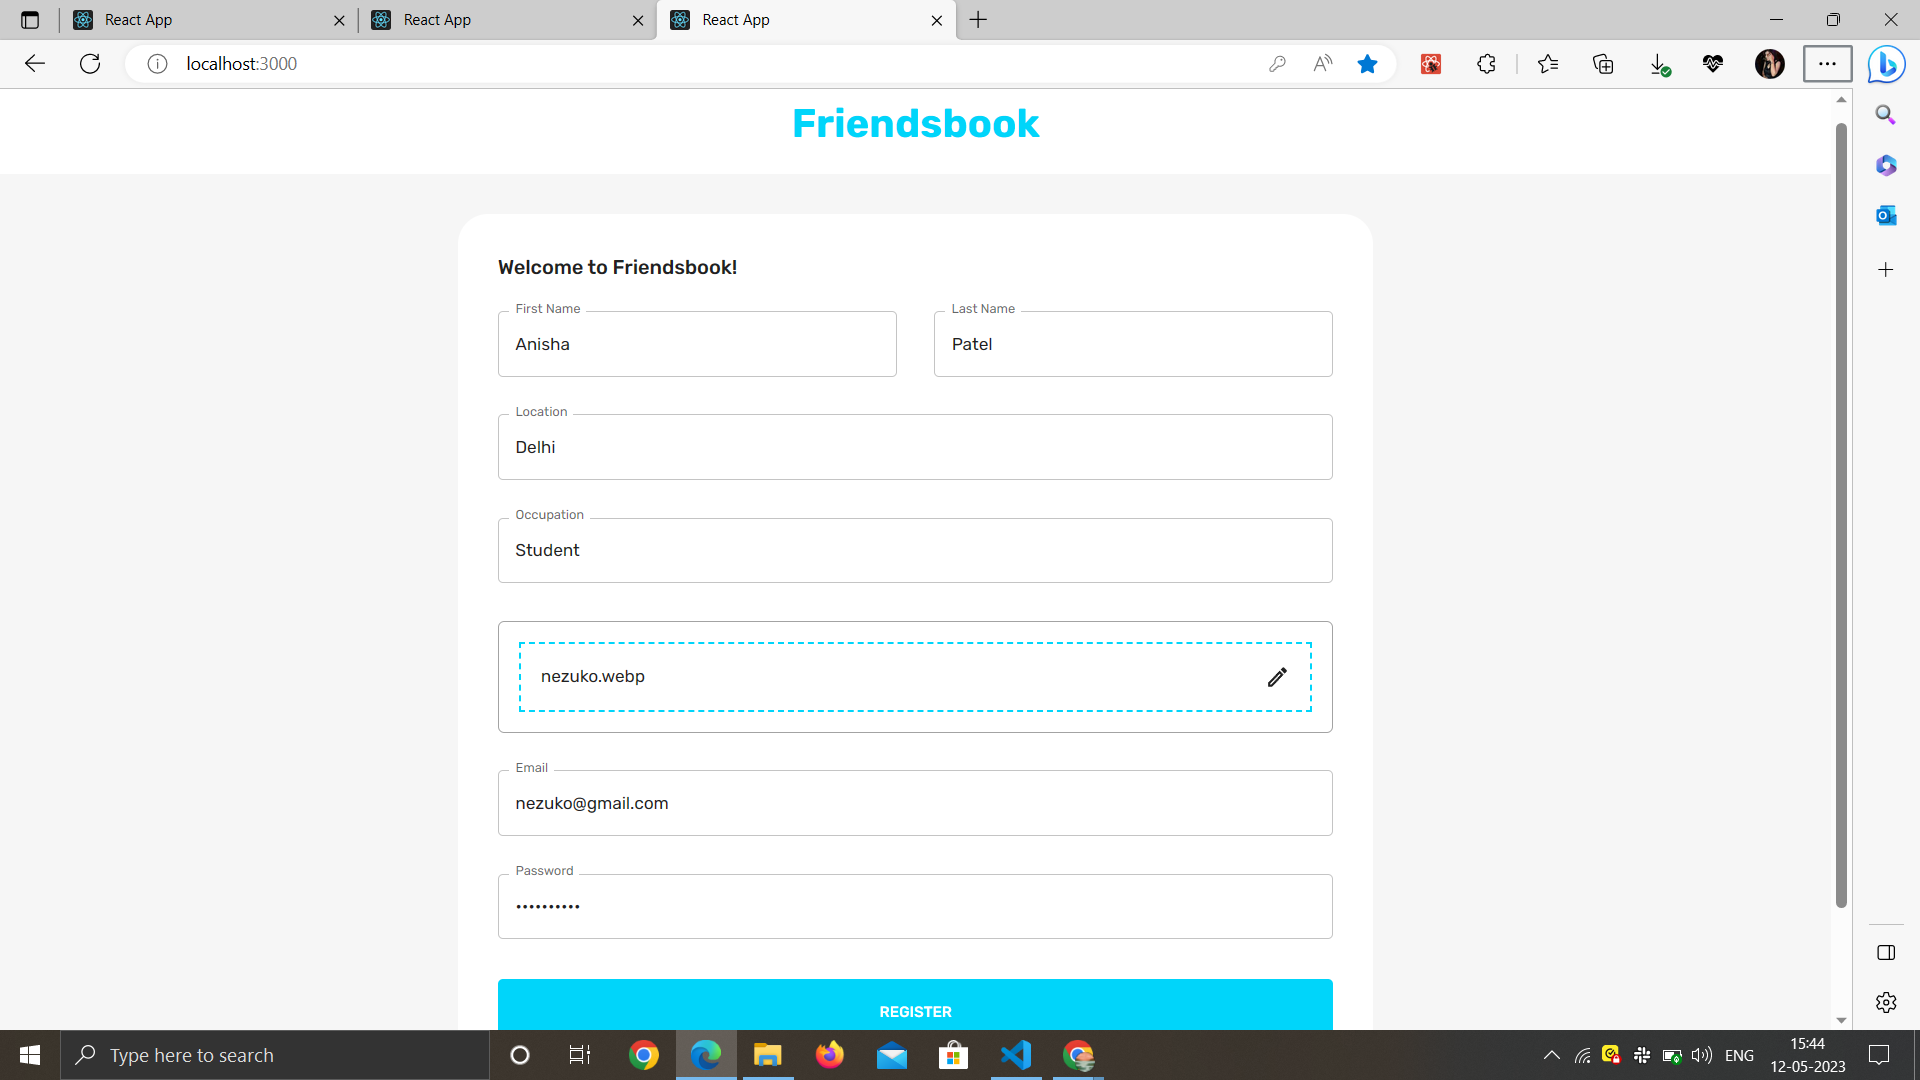 React App
React App
React App
localhost:3000
Friendsbook
Welcome to Friendsbook!
First Name
Last Name
Anisha
Patel
Location
Delhi
Occupation
Student
nezuko.webp
Email
nezuko@gmail.com
Password
••••••••••
REGISTER
Type here to search
ENG
15:44
12-05-2023